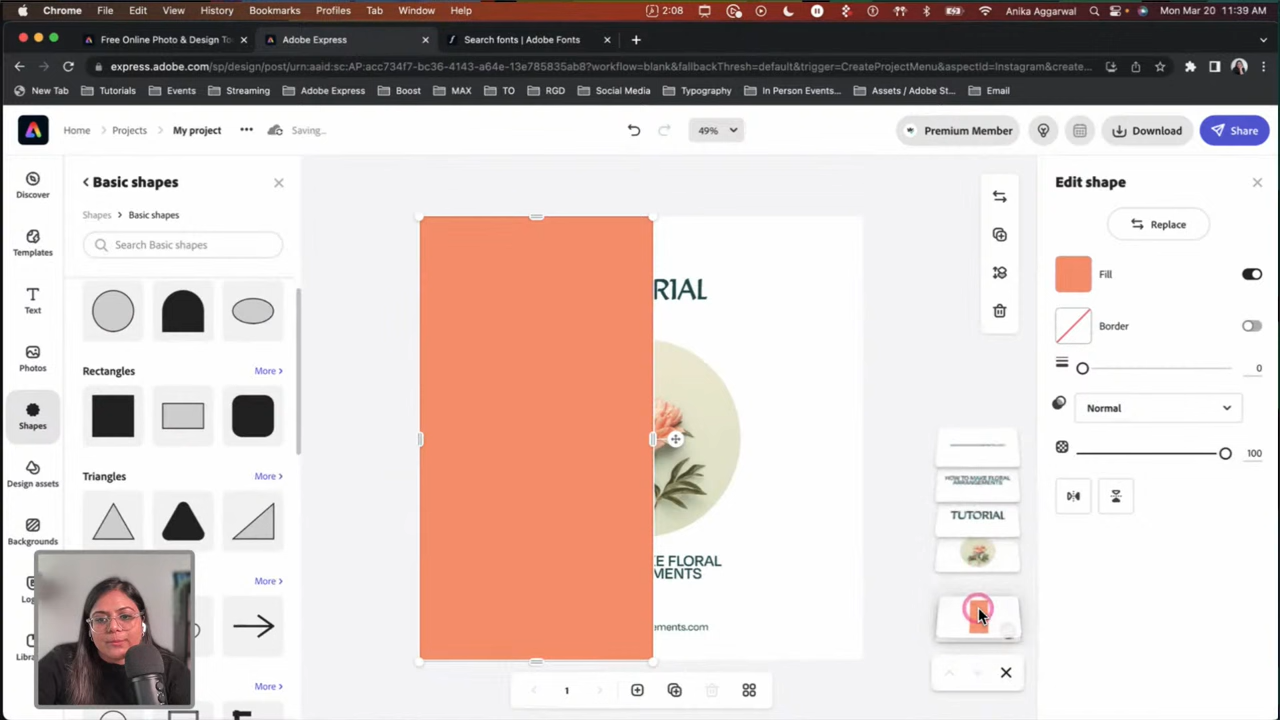 Chrome File Edit View History Bookmarks Profiles Tab Window Help 2:08 Anika Aggarwal Mon Mar 20 11:39 AM
Free Online Photo & Design To Adobe Express Search fonts | Adobe Fonts
express.adobe.com/sp/design/post/urn:aaid:sc:AP:acc734f7-bc36-4143-a64e-13e785835ab8?workflow=blank&fallbackThresh=default&trigger=CreateProjectMenu&aspectId=Instagram&create...
New Tab Tutorials Events Streaming Adobe Express Boost MAX TO RGD Social Media Typography In Person Events... Assets / Adobe St... Email
Home Projects My project Saving... 49% Premium Member Download Share
Discover
Templates
Text
Photos
Shapes
Design assets
Backgrounds
Basic shapes
Shapes > Basic shapes
Search Basic shapes
Rectangles More
Triangles More
More
More
RIAL
KE FLORAL
MENTS
ements.com
HOW TO MAKE FLORAL
ARRANGEMENTS
TUTORIAL
1
Edit shape
Replace
Fill
Border
0
Normal
100